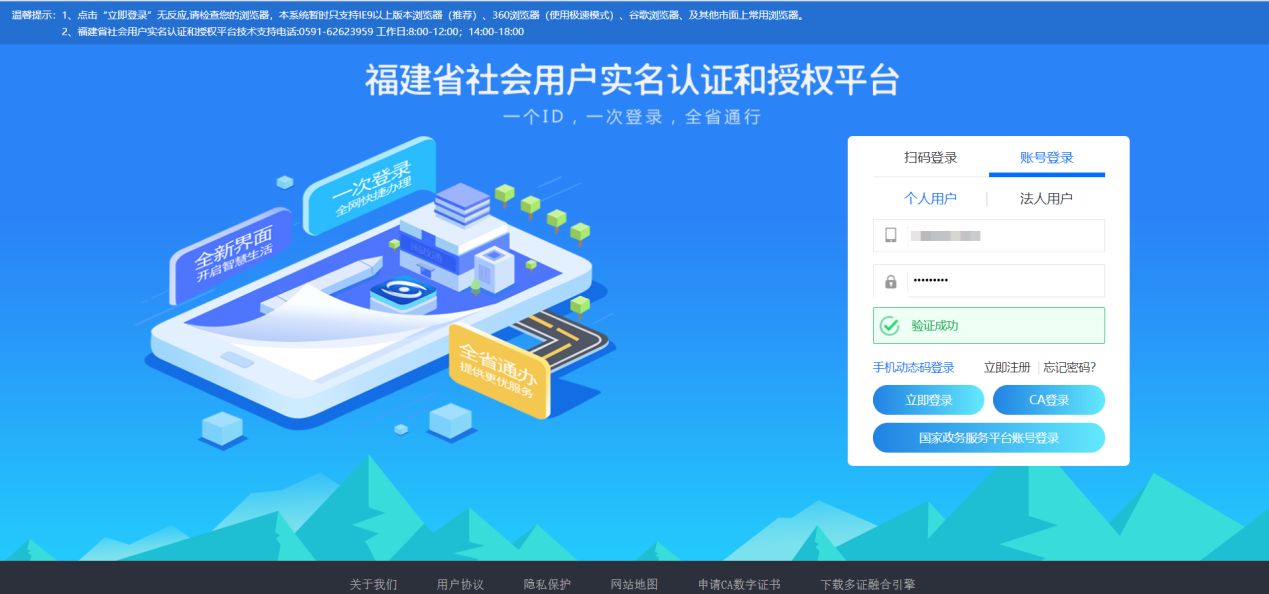 温馨提示：1、点击“立即登录”无反应,请检查您的浏览器，本系统暂时只支持IE9以上版本浏览器（推荐）、360浏览器（使用极速模式）、谷歌浏览器、及其他市面上常用浏览器。
2、福建省社会用户实名认证和授权平台技术支持电话:0591-62623959 工作日:8:00-12:00；14:00-18:00
福建省社会用户实名认证和授权平台
一个ID，一次登录，全省通行
一次登录
全网快捷办理
全新界面
开启智慧生活
全省通办
提供更优服务
扫码登录 账号登录
个人用户 | 法人用户
•••••••••
验证成功
手机动态码登录 立即注册 | 忘记密码?
立即登录 CA登录
国家政务服务平台账号登录
关于我们 用户协议 隐私保护 网站地图 申请CA数字证书 下载多证融合引擎